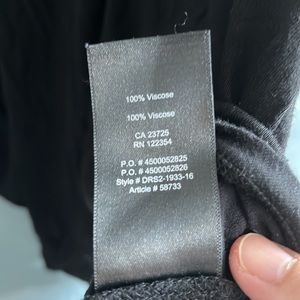 100% Viscose
100% Viscose
CA 23725
RN 122354
P.O. # 4500052825
P.O. # 4500052826
Style # DRS2-1933-16
Article # 58733